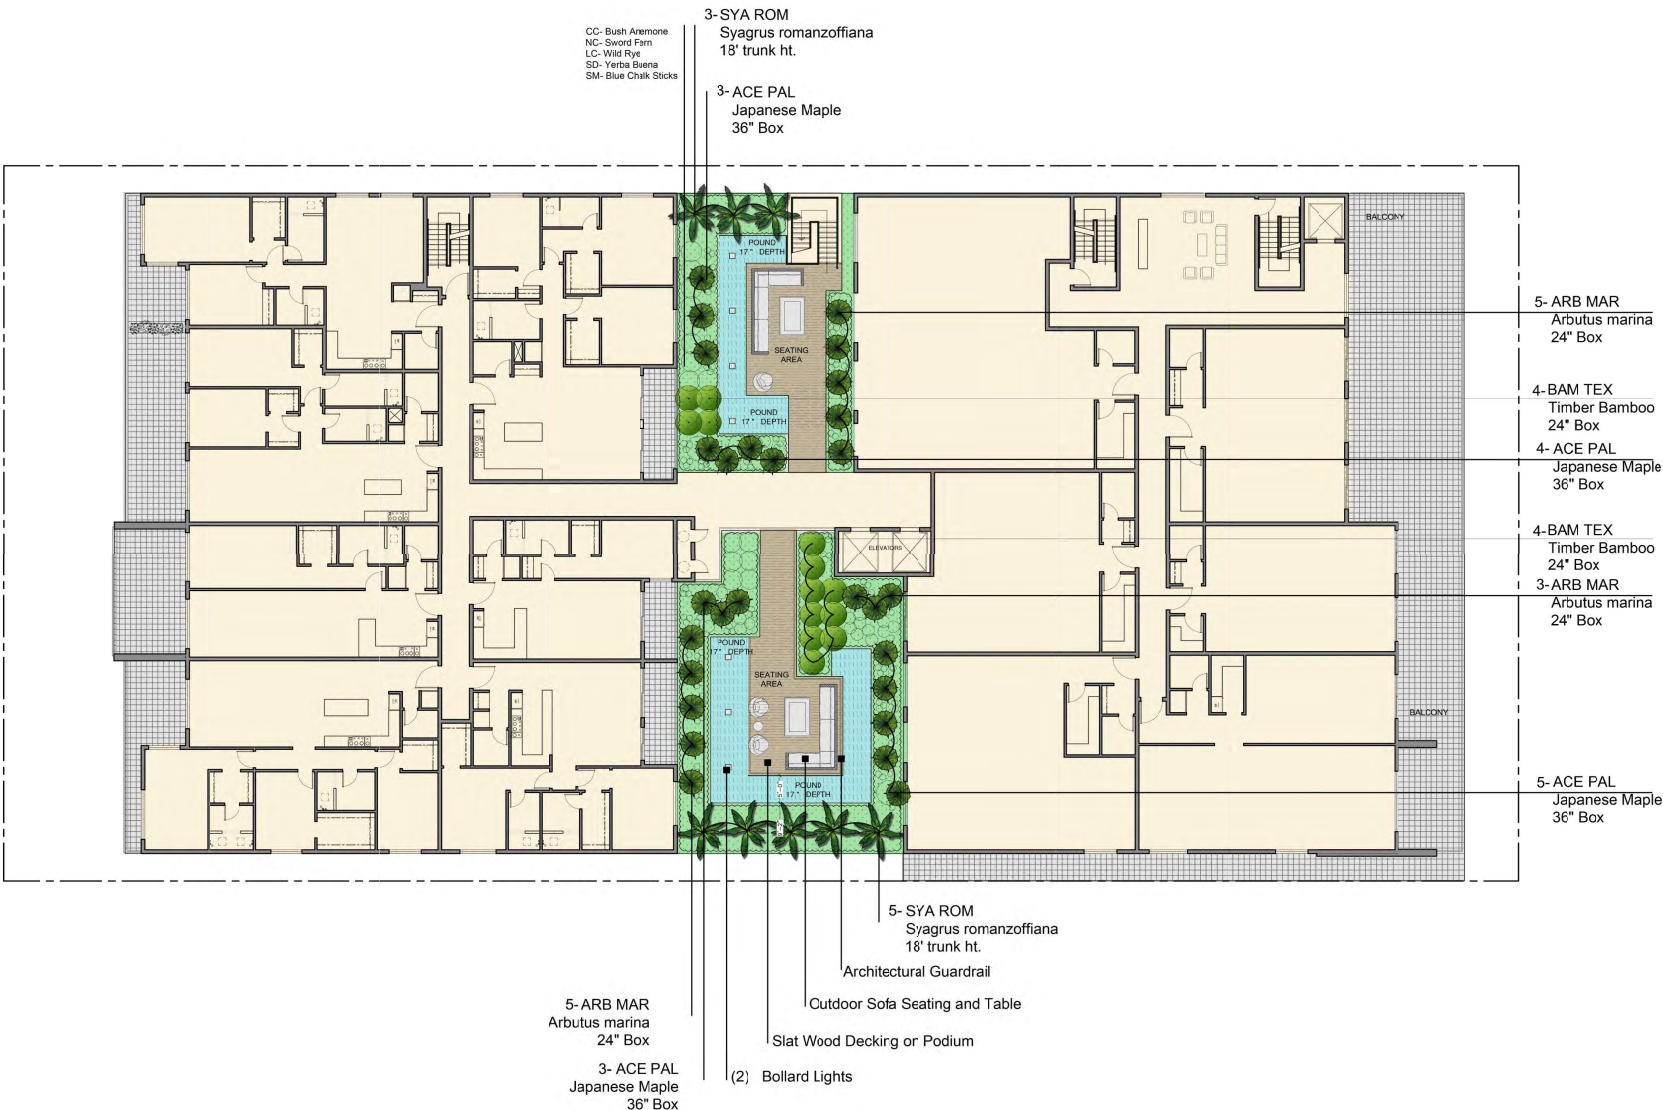 3- SYA ROM
Syagrus romanzoffiana
18' trunk ht.
CC- Bush Anemone
NC- Sword Fern
LC- Wild Rye
SD- Yerba Buena
SM- Blue Chalk Sticks
3- ACE PAL
Japanese Maple
36" Box
BALCONY
POUND
17" DEPTH
SEATING
AREA
POUND
17" DEPTH
5- ARB MAR
Arbutus marina
24" Box
4- BAM TEX
Timber Bamboo
24" Box
4- ACE PAL
Japanese Maple
36" Box
4- BAM TEX
Timber Bamboo
24" Box
3- ARB MAR
Arbutus marina
24" Box
ELEVATORS
POUND
17" DEPTH
SEATING
AREA
BALCONY
POUND
17" DEPTH
5- ACE PAL
Japanese Maple
36" Box
5- SYA ROM
Syagrus romanzoffiana
18' trunk ht.
Architectural Guardrail
Outdoor Sofa Seating and Table
Slat Wood Decking on Podium
(2) Bollard Lights
5- ARB MAR
Arbutus marina
24" Box
3- ACE PAL
Japanese Maple
36" Box